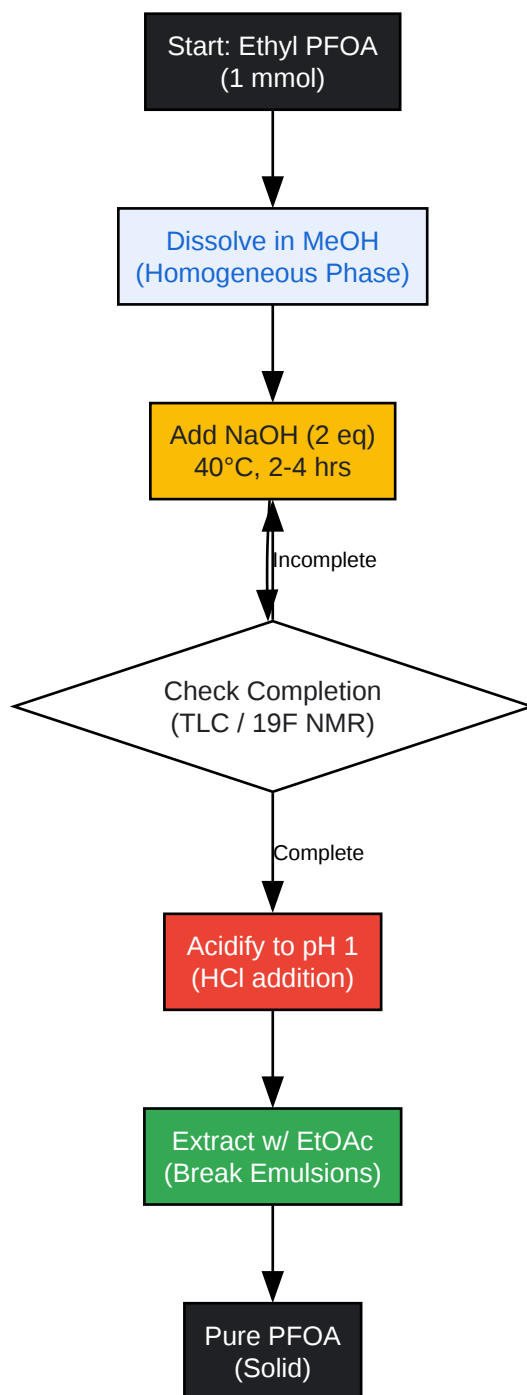 Start: Ethyl PFOA
(1 mmol)
Dissolve in MeOH
(Homogeneous Phase)
Add NaOH (2 eq)
40°C, 2-4 hrs
Incomplete
Check Completion
(TLC / 19F NMR)
Complete
Acidify to pH 1
(HCl addition)
Extract w/ EtOAc
(Break Emulsions)
Pure PFOA
(Solid)